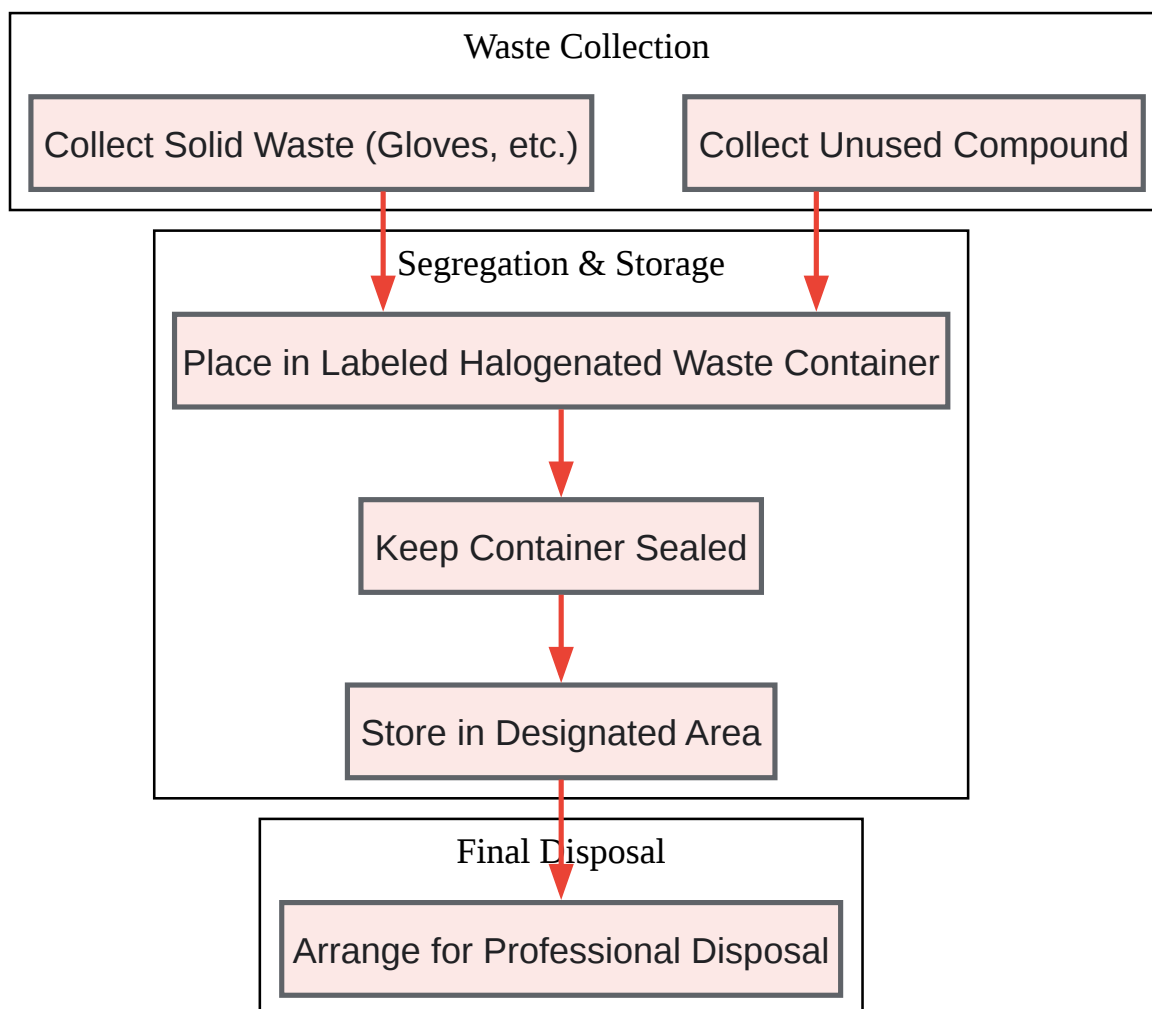 Waste Collection
Collect Solid Waste (Gloves, etc.)
Collect Unused Compound
Segregation & Storage
Place in Labeled Halogenated Waste Container
Keep Container Sealed
Store in Designated Area
Final Disposal
Arrange for Professional Disposal